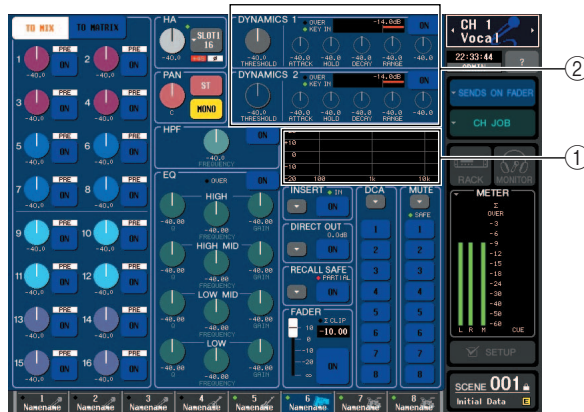 TO MIX TO MATRIX
PRE PRE
1 ON 2 ON
-40.0 -40.0
PRE PRE
3 ON 4 ON
-40.0 -40.0
PRE PRE
5 ON 6 ON
-40.0 -40.0
PRE PRE
7 ON 8 ON
-40.0 -40.0
PRE PRE
9 ON 10 ON
-40.0 -40.0
PRE PRE
11 ON 12 ON
-40.0 -40.0
PRE PRE
13 ON 14 ON
-40.0 -40.0
PRE PRE
15 ON 16 ON
-40.0 -40.0
HA
SLOT1
16
-40.0
PAN
ST
MONO
C
HPF
ON
-40.0
FREQUENCY
EQ
OVER
ON
HIGH
-40.00 -40.00 -40.00
Q FREQUENCY GAIN
HIGH MID
-40.00 -40.00 -40.00
Q FREQUENCY GAIN
LOW MID
-40.00 -40.00 -40.00
Q FREQUENCY GAIN
LOW
-40.00 -40.00 -40.00
Q FREQUENCY GAIN
DYNAMICS 1
OVER
KEY IN
-14.0dB
ON
-40.0 -40.0 -40.0 -40.0 -40.0
THRESHOLD ATTACK HOLD DECAY RANGE
DYNAMICS 2
OVER
KEY IN
-14.0dB
ON
-40.0 -40.0 -40.0 -40.0 -40.0
THRESHOLD ATTACK HOLD DECAY RANGE
+10
0
-10
-20
20 100 1k 10k
INSERT
IN
ON
DIRECT OUT
0.0dB
ON
RECALL SAFE
PARTIAL
ON
FADER
Σ CLIP
-10.00
10
0
-10
-20
-30
-∞
ON
DCA
1
2
3
4
5
6
7
8
MUTE
SAFE
1
2
3
4
5
6
7
8
CH 1
Vocal
22:33:44
ADMIN
?
SENDS ON FADER
CH JOB
RACK MONITOR
METER
Σ
OVER
-3
-6
-9
-12
-15
-18
-24
-30
-40
-50
-60
L R M CUE
SETUP
SCENE 001
Initial Data E
1 2 3 4 5 6 7 8
Namename Namename Namename Namename Namename Namename Namename Namename
②
①